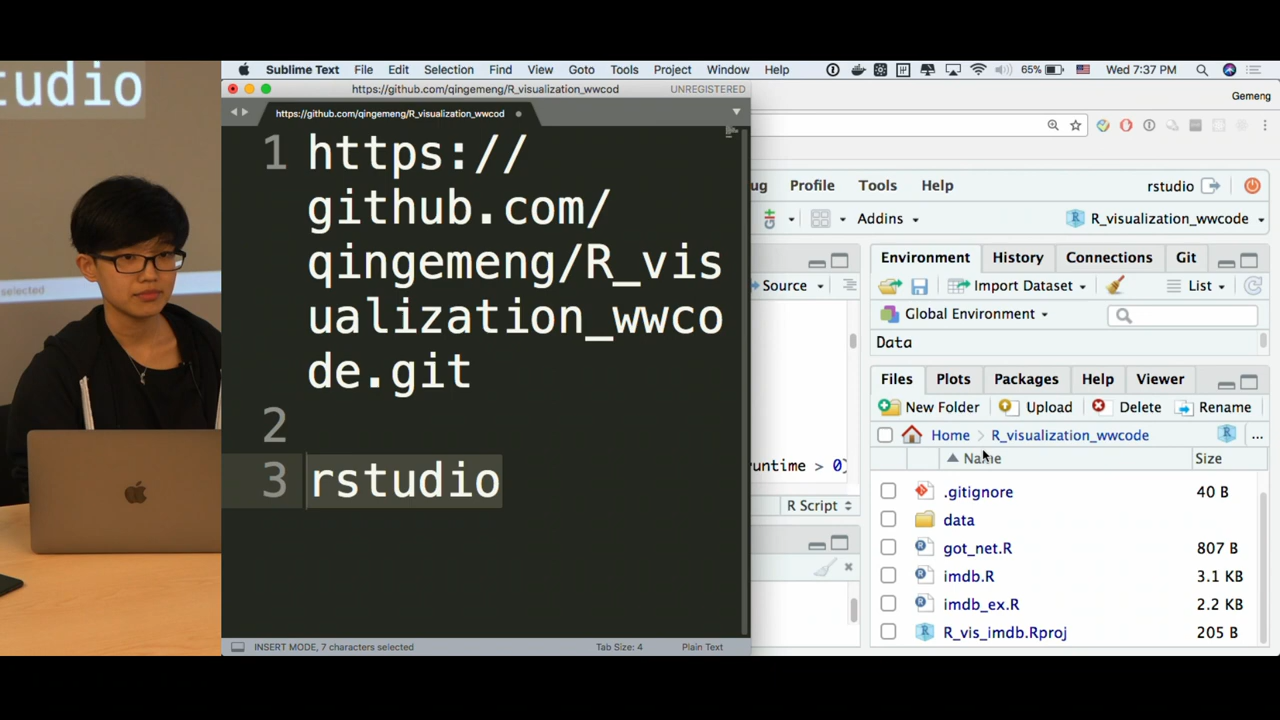 tudio
selected
Sublime Text File Edit Selection Find View Goto Tools Project Window Help 65% Wed 7:37 PM
https://github.com/qingemeng/R_visualization_wwcod UNREGISTERED
https://github.com/qingemeng/R_visualization_wwcod
1 https://
github.com/
qingemeng/R_vis
ualization_wwco
de.git
2
3 rstudio
INSERT MODE, 7 characters selected Tab Size: 4 Plain Text
Gemeng
ug Profile Tools Help rstudio
Addins R_visualization_wwcode
Source
untime > 0)
R Script
Environment History Connections Git
Import Dataset List
Global Environment
Data
Files Plots Packages Help Viewer
New Folder Upload Delete Rename
Home R_visualization_wwcode ...
Name Size
.gitignore 40 B
data
got_net.R 807 B
imdb.R 3.1 KB
imdb_ex.R 2.2 KB
R_vis_imdb.Rproj 205 B